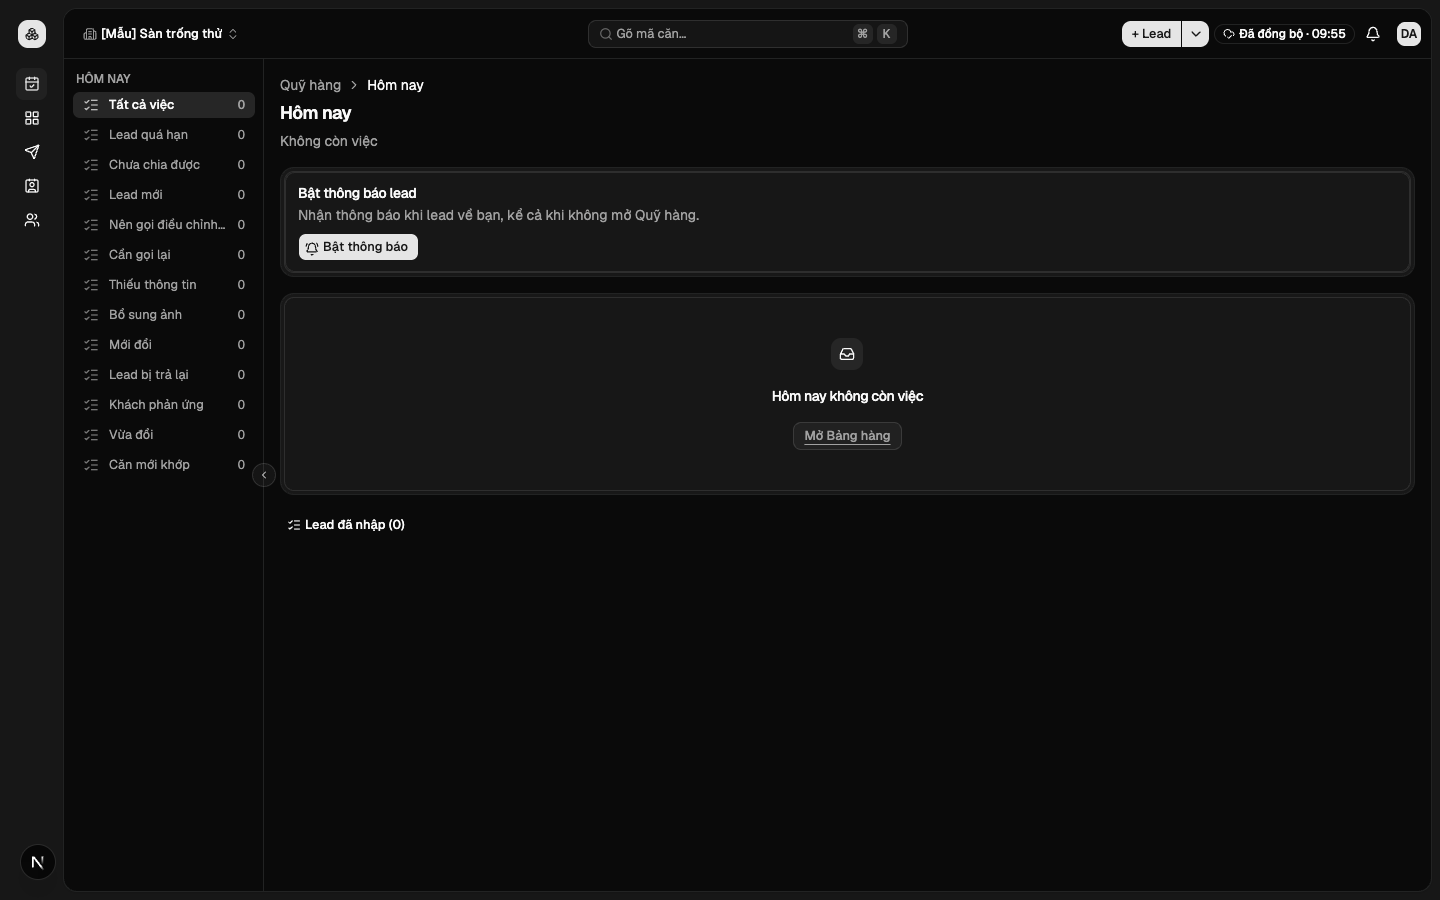 [Mẫu] Sàn trống thử
Gõ mã căn...
⌘ K
+ Lead
Đã đồng bộ · 09:55
DA
HÔM NAY
Tất cả việc 0
Lead quá hạn 0
Chưa chia được 0
Lead mới 0
Nên gọi điều chỉnh... 0
Cần gọi lại 0
Thiếu thông tin 0
Bổ sung ảnh 0
Mới đổi 0
Lead bị trả lại 0
Khách phản ứng 0
Vừa đổi 0
Căn mới khớp 0
Quỹ hàng > Hôm nay
Hôm nay
Không còn việc
Bật thông báo lead
Nhận thông báo khi lead về bạn, kể cả khi không mở Quỹ hàng.
Bật thông báo
Hôm nay không còn việc
Mở Bảng hàng
Lead đã nhập (0)
N